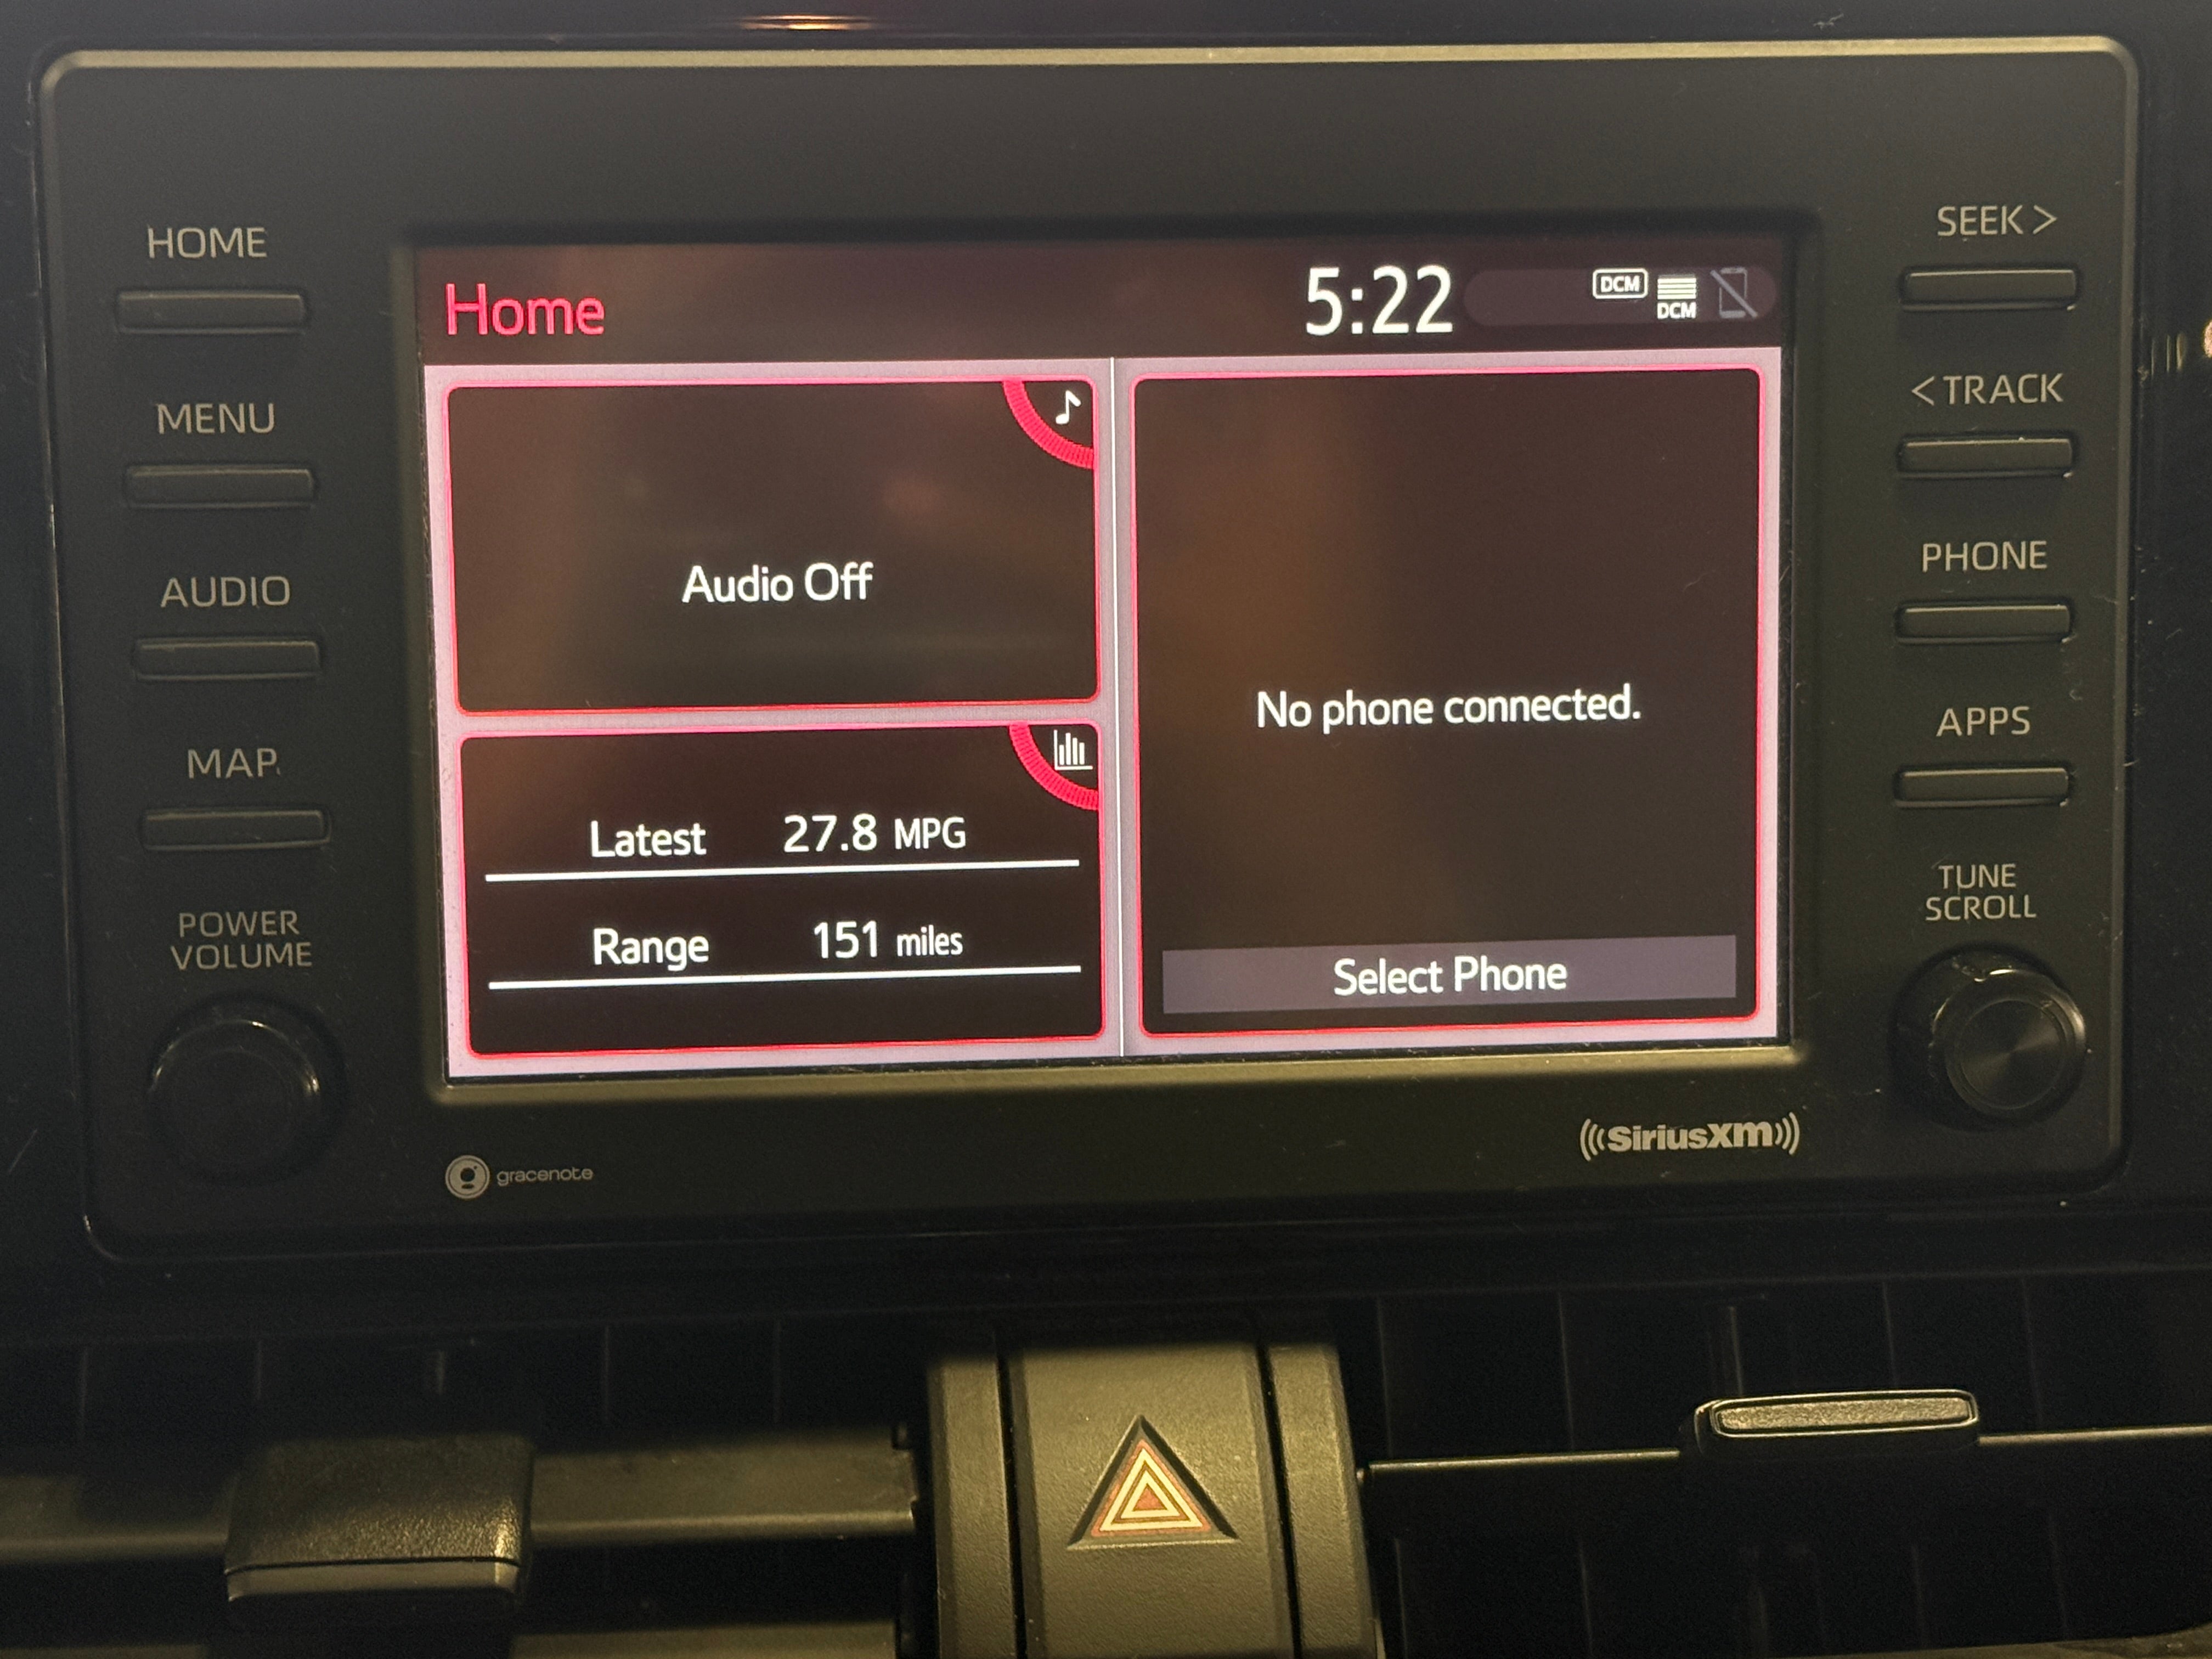 HOME
MENU
AUDIO
MAP
POWER
VOLUME
Home
5:22
DCM
DCM
Audio Off
Latest 27.8 MPG
Range 151 miles
No phone connected.
Select Phone
gracenote
SiriusXM
SEEK >
< TRACK
PHONE
APPS
TUNE
SCROLL